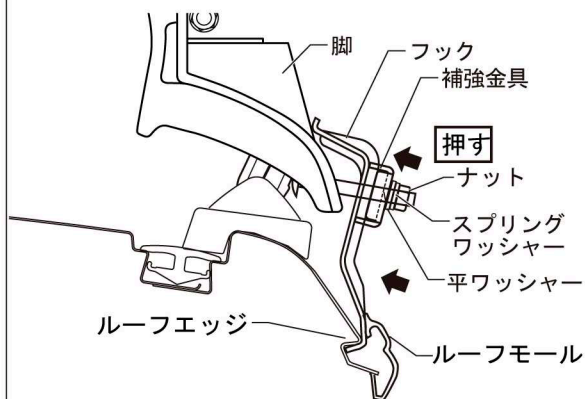 脚
フック
補強金具
押す
ナット
スプリング
ワッシャー
平ワッシャー
ルーフエッジ
ルーフモール